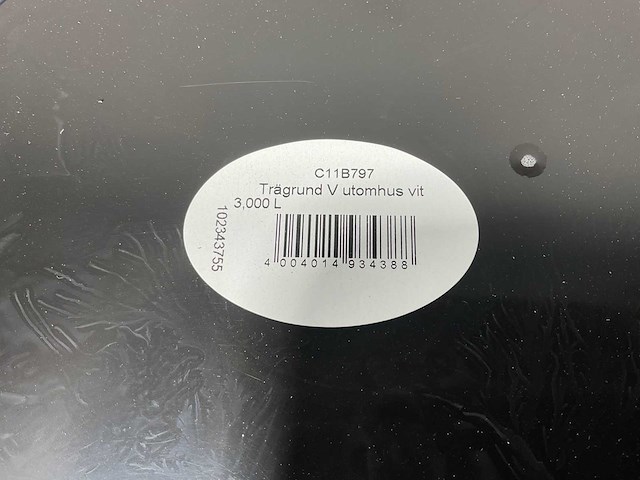 C11B797
Trägrund V utomhus vit
3,000 L
102343755
4 004014 934388